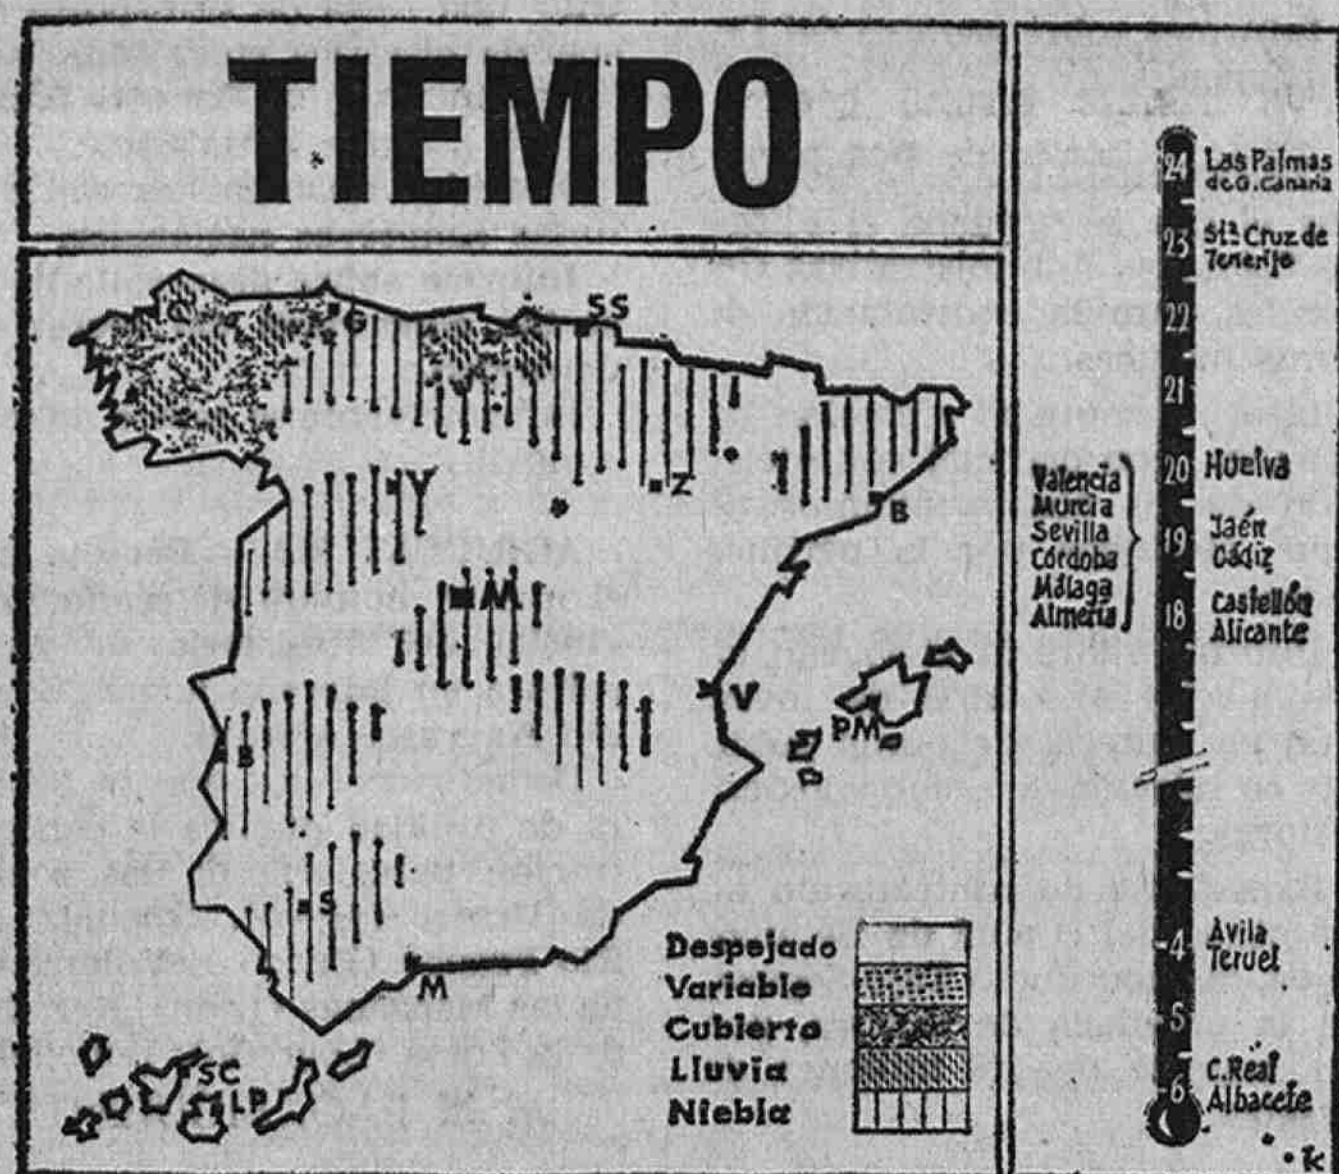 TIEMPO
C
G
SS
V
Z
B
M
V
B
PM
S
M
SC
LP
Despejado
Variable
Cubierto
Lluvia
Niebla
24 Las Palmas
de G. Canaria
23 Stª Cruz de
Tenerife
22
21
20 Huelva
19 Jaén
Cádiz
18 Castellón
Alicante
Valencia
Murcia
Sevilla
Córdoba
Málaga
Almería
-4 Avila
Teruel
-5
-6 C. Real
Albacete